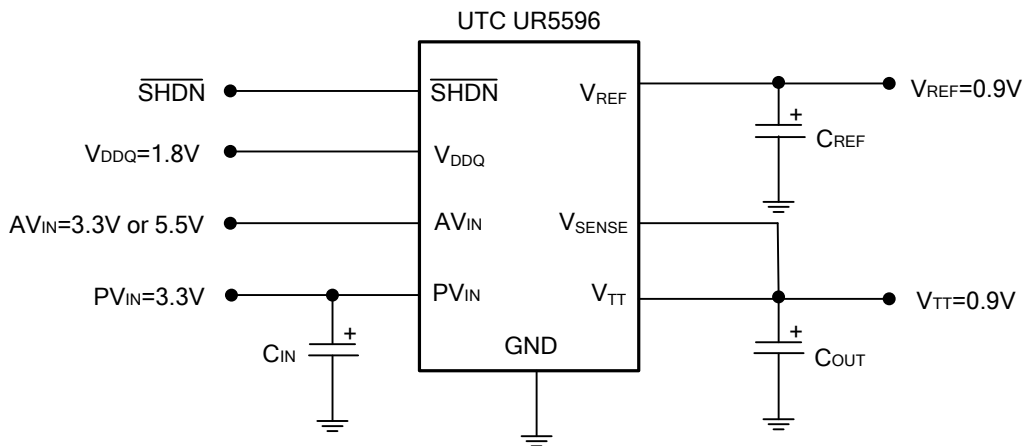 UTC UR5596
SHDN
SHDN
VREF
VREF=0.9V
CREF
VDDQ=1.8V
VDDQ
AVIN=3.3V or 5.5V
AVIN
VSENSE
PVIN=3.3V
PVIN
VTT
VTT=0.9V
CIN
GND
COUT